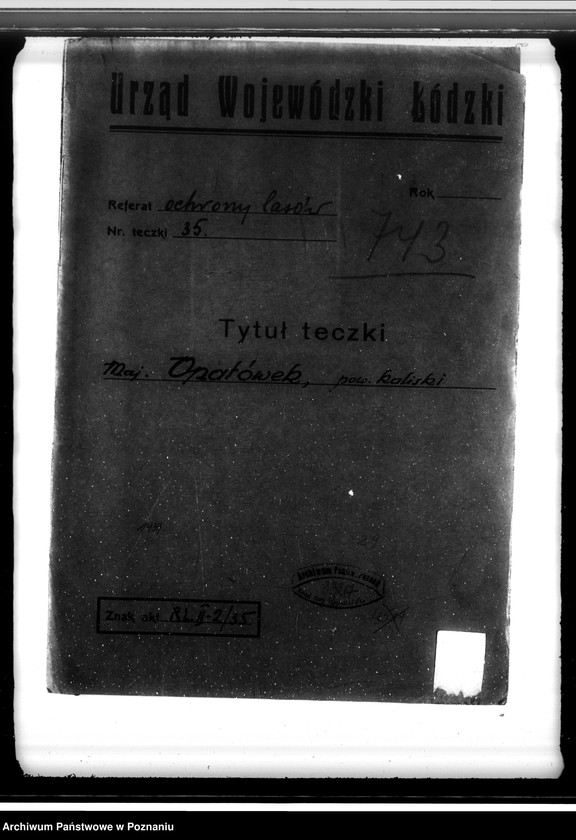 Urząd Wojewódzki Łódzki
Referat ochrony lasów
Rok
Nr. teczki 35.
743
Tytuł teczki
Maj. Opatówek, pow. kaliski
Znak akt RL.II-2/35
Archiwum Państwowe w Poznaniu